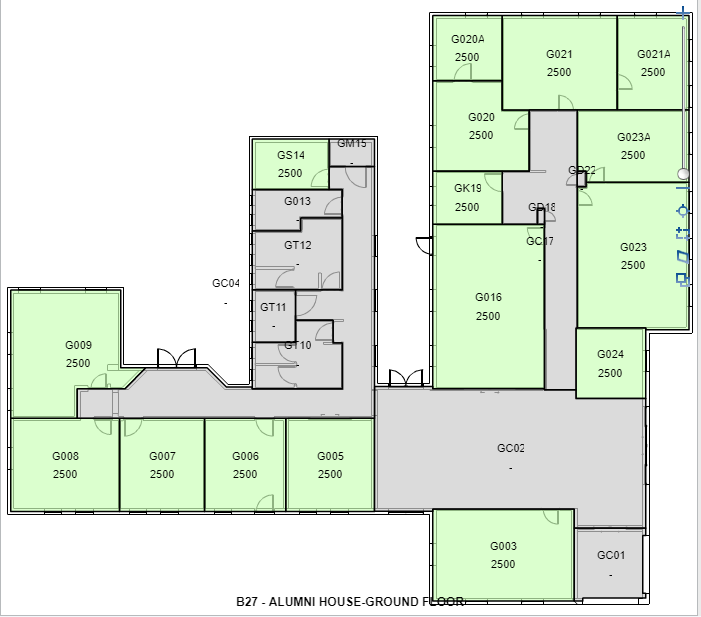 G020A
2500
G021
2500
G021A
2500
G020
2500
G023A
2500
GM15
-
GS14
2500
GD22
-
GK19
2500
G013
-
GD18
-
GC17
-
GT12
-
G023
2500
GC04
-
GT11
-
G016
2500
GT10
-
G009
2500
G024
2500
G008
2500
G007
2500
G006
2500
G005
2500
GC02
-
G003
2500
GC01
-
B27 - ALUMNI HOUSE-GROUND FLOOR